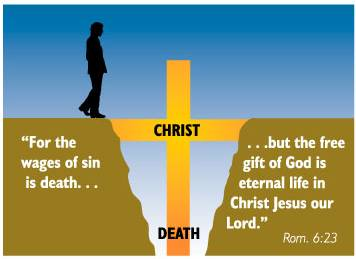 CHRIST
“For the
wages of sin
is death. . .
. . .but the free
gift of God is
eternal life in
Christ Jesus our
Lord.”
Rom. 6:23
DEATH